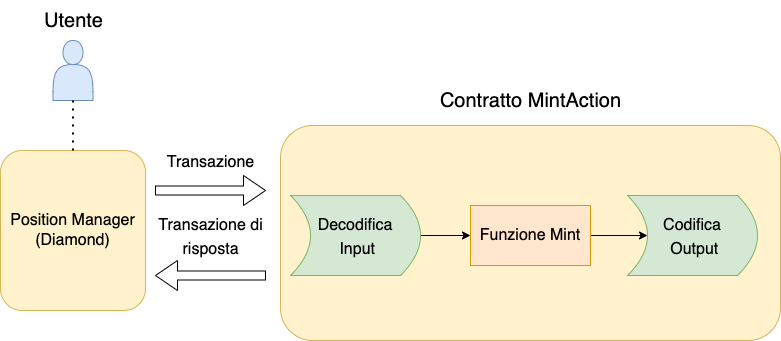 Utente
Contratto MintAction
Transazione
Position Manager
(Diamond)
Transazione di
risposta
Decodifica
Input
Funzione Mint
Codifica
Output